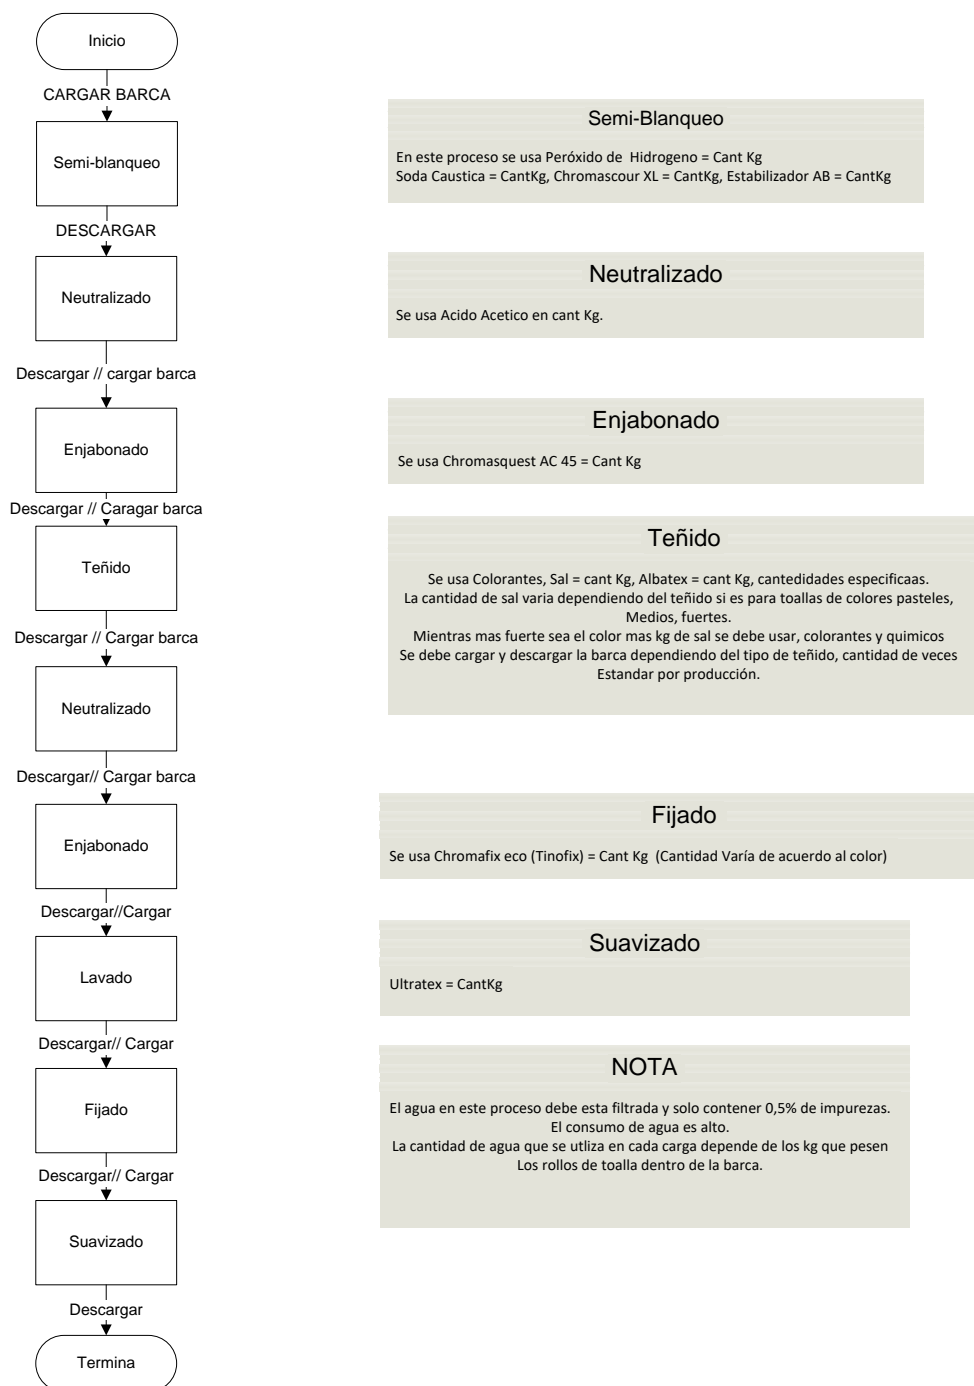 Inicio
CARGAR BARCA
Semi-blanqueo
DESCARGAR
Neutralizado
Descargar // cargar barca
Enjabonado
Descargar // Caragar barca
Teñido
Descargar // Cargar barca
Neutralizado
Descargar// Cargar barca
Enjabonado
Descargar//Cargar
Lavado
Descargar// Cargar
Fijado
Descargar// Cargar
Suavizado
Descargar
Termina
Semi-Blanqueo
En este proceso se usa Peróxido de Hidrogeno = Cant Kg
Soda Caustica = CantKg, Chromascour XL = CantKg, Estabilizador AB = CantKg
Neutralizado
Se usa Acido Acetico en cant Kg.
Enjabonado
Se usa Chromasquest AC 45 = Cant Kg
Teñido
Se usa Colorantes, Sal = cant Kg, Albatex = cant Kg, cantedidades especificaas.
La cantidad de sal varia dependiendo del teñido si es para toallas de colores pasteles,
Medios, fuertes.
Mientras mas fuerte sea el color mas kg de sal se debe usar, colorantes y quimicos
Se debe cargar y descargar la barca dependiendo del tipo de teñido, cantidad de veces
Estandar por producción.
Fijado
Se usa Chromafix eco (Tinofix) = Cant Kg (Cantidad Varía de acuerdo al color)
Suavizado
Ultratex = CantKg
NOTA
El agua en este proceso debe esta filtrada y solo contener 0,5% de impurezas.
El consumo de agua es alto.
La cantidad de agua que se utliza en cada carga depende de los kg que pesen
Los rollos de toalla dentro de la barca.